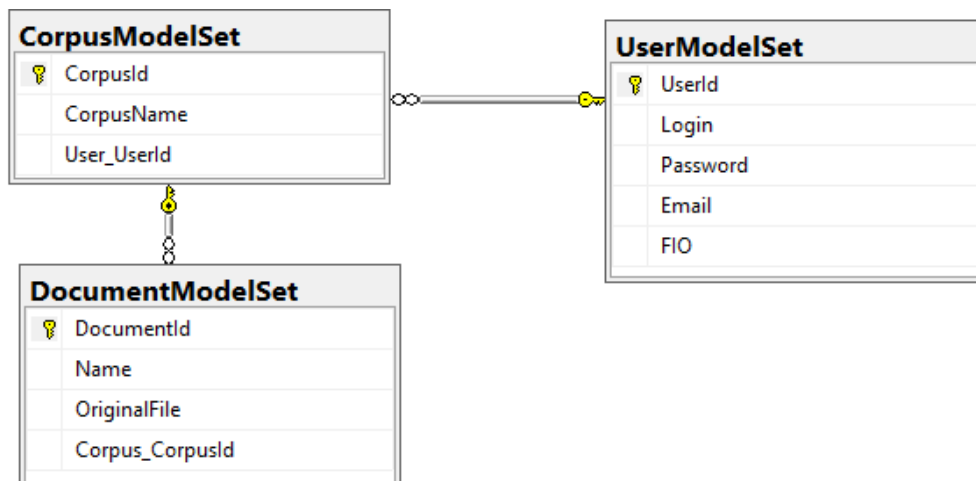 CorpusModelSet
CorpusId
CorpusName
User_UserId
UserModelSet
UserId
Login
Password
Email
FIO
DocumentModelSet
DocumentId
Name
OriginalFile
Corpus_CorpusId